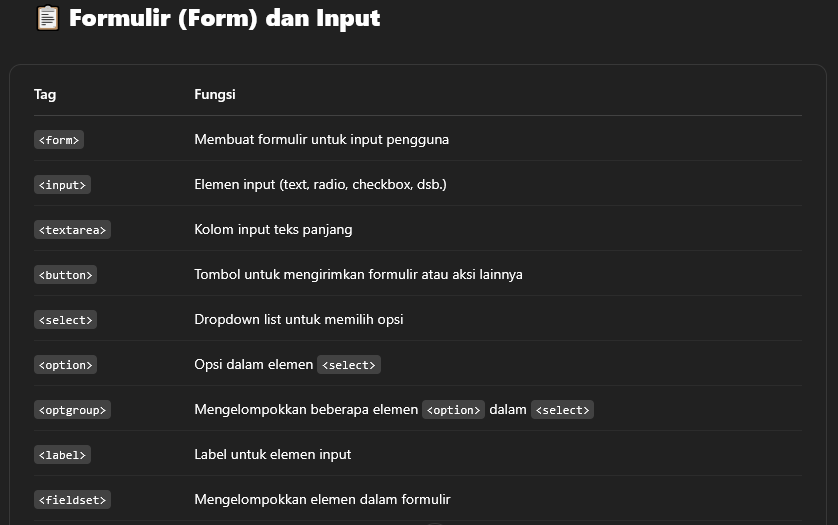 📋 Formulir (Form) dan Input
Tag Fungsi
<form> Membuat formulir untuk input pengguna
<input> Elemen input (text, radio, checkbox, dsb.)
<textarea> Kolom input teks panjang
<button> Tombol untuk mengirimkan formulir atau aksi lainnya
<select> Dropdown list untuk memilih opsi
<option> Opsi dalam elemen <select>
<optgroup> Mengelompokkan beberapa elemen <option> dalam <select>
<label> Label untuk elemen input
<fieldset> Mengelompokkan elemen dalam formulir